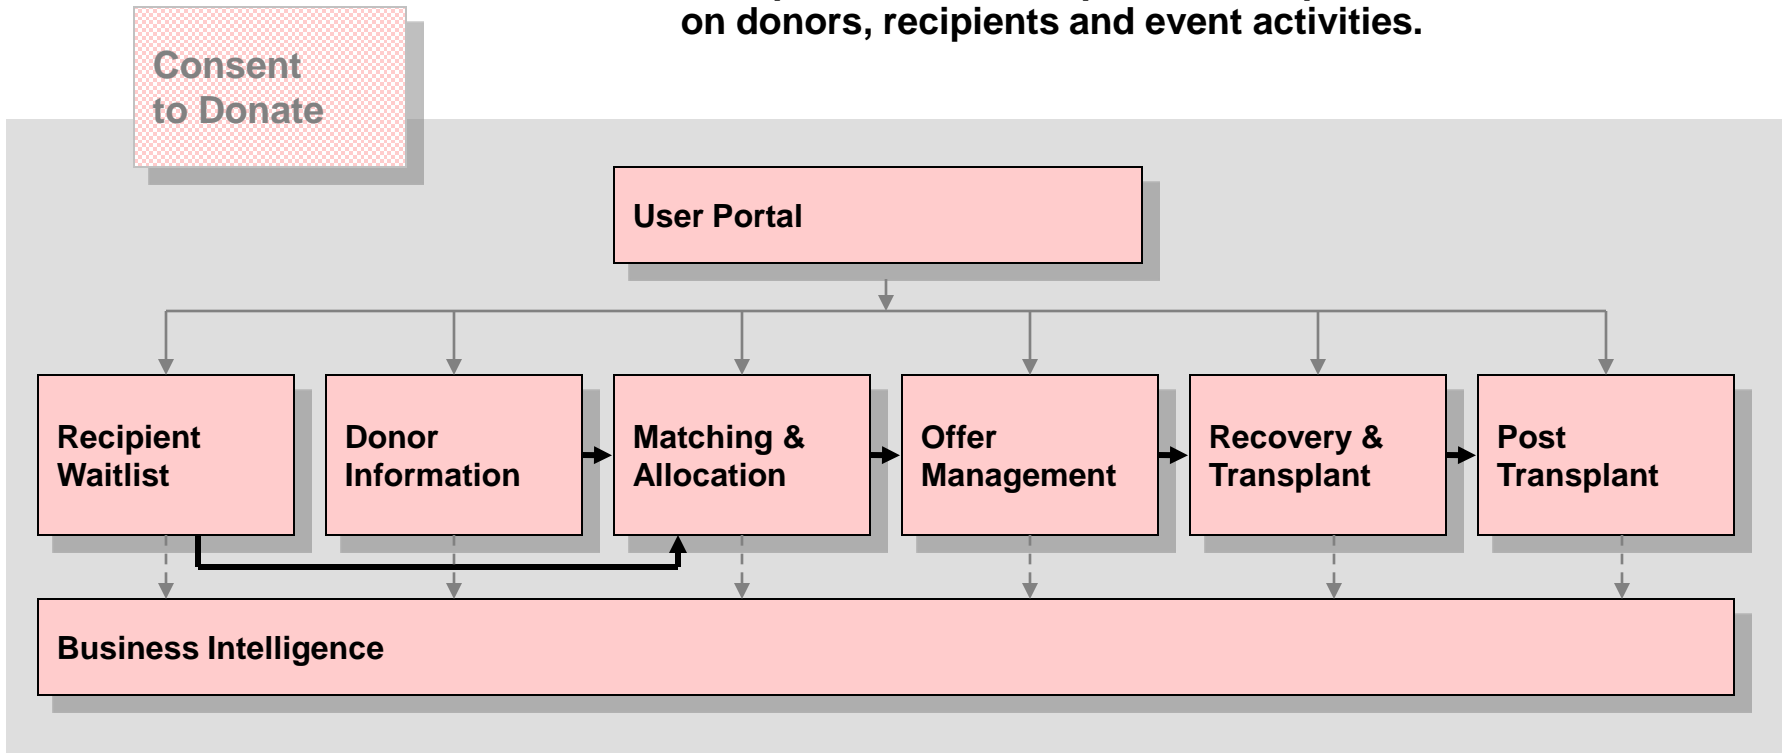 on donors, recipients and event activities.
Consent
to Donate
User Portal
Recipient
Waitlist
Donor
Information
Matching &
Allocation
Offer
Management
Recovery &
Transplant
Post
Transplant
Business Intelligence